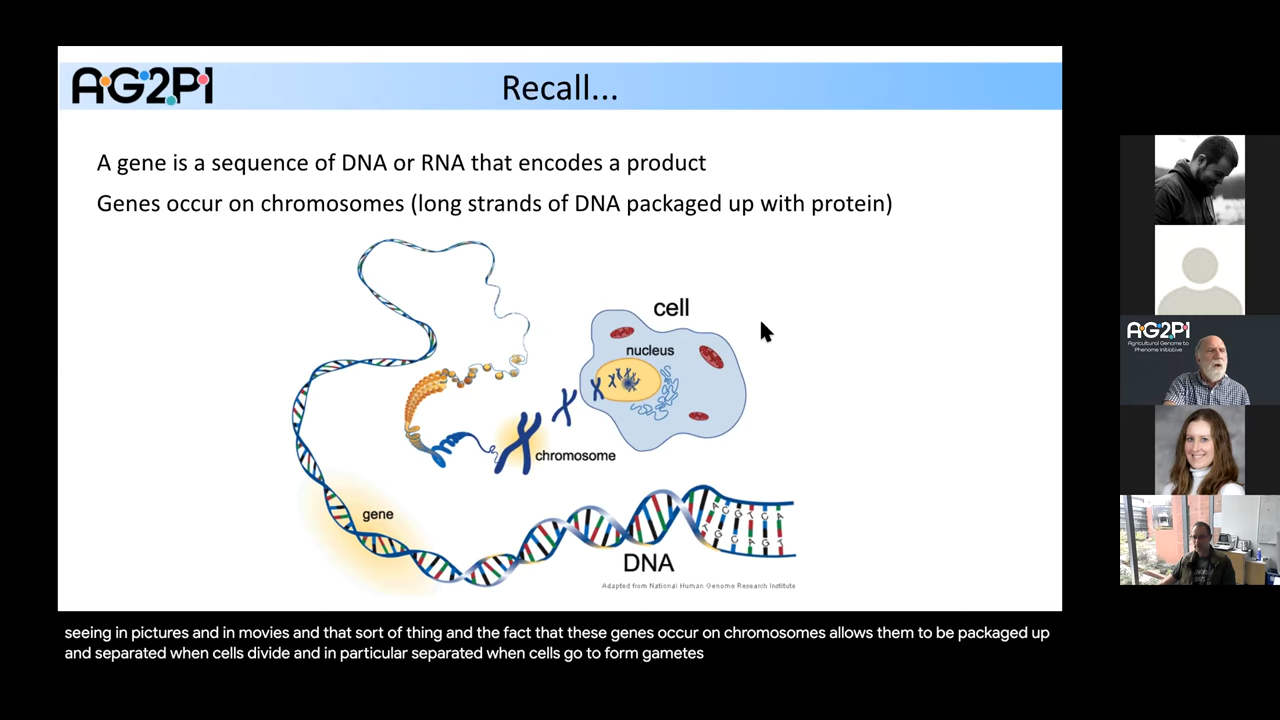 AG2PI
Recall...
A gene is a sequence of DNA or RNA that encodes a product
Genes occur on chromosomes (long strands of DNA packaged up with protein)
cell
nucleus
chromosome
gene
DNA
Adapted from National Human Genome Research Institute
AG2PI
Agricultural Genome to
Phenome Initiative
seeing in pictures and in movies and that sort of thing and the fact that these genes occur on chromosomes allows them to be packaged up
and separated when cells divide and in particular separated when cells go to form gametes